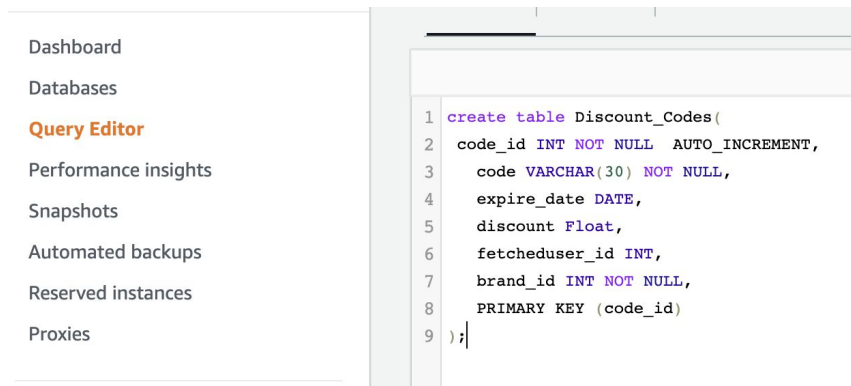 Dashboard
Databases
Query Editor
Performance insights
Snapshots
Automated backups
Reserved instances
Proxies
1 create table Discount_Codes(
2 code_id INT NOT NULL  AUTO_INCREMENT,
3 code VARCHAR(30) NOT NULL,
4 expire_date DATE,
5 discount Float,
6 fetcheduser_id INT,
7 brand_id INT NOT NULL,
8 PRIMARY KEY (code_id)
9 );